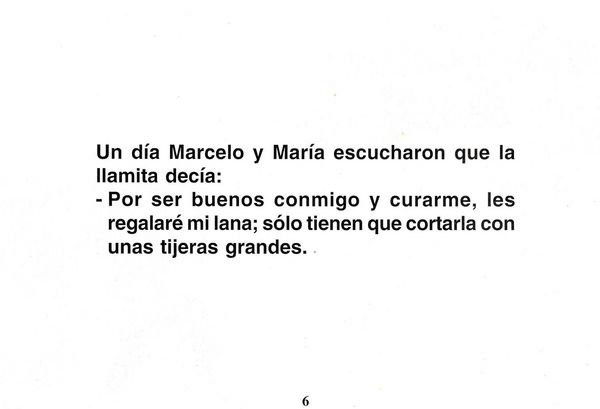 Un día Marcelo y María escucharon que la
llamita decía:
- Por ser buenos conmigo y curarme, les
regalaré mi lana; sólo tienen que cortarla con
unas tijeras grandes.
6